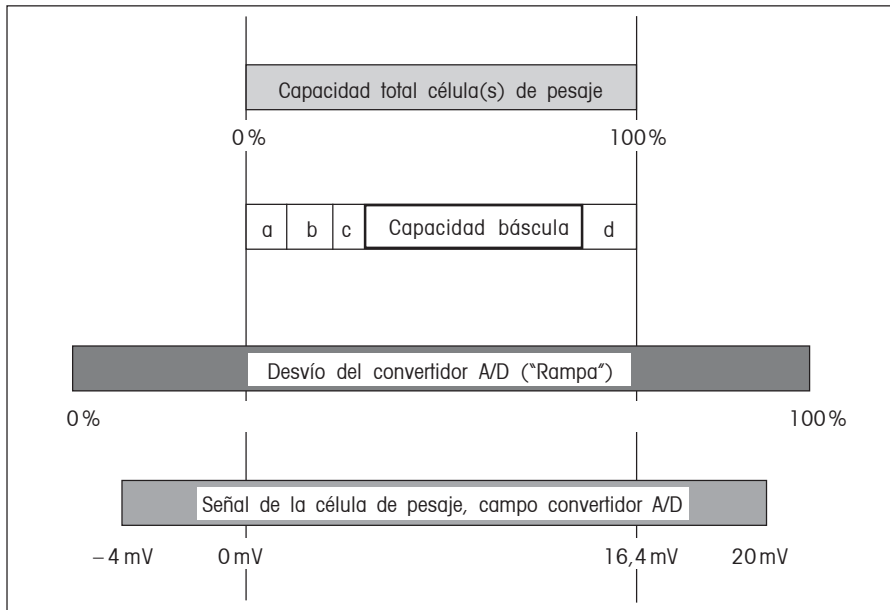 Capacidad total célula(s) de pesaje
0 % 100 %
a b c Capacidad báscula d
Desvío del convertidor A/D (“Rampa”)
0 % 100 %
Señal de la célula de pesaje, campo convertidor A/D
– 4 mV 0 mV 16,4 mV 20 mV